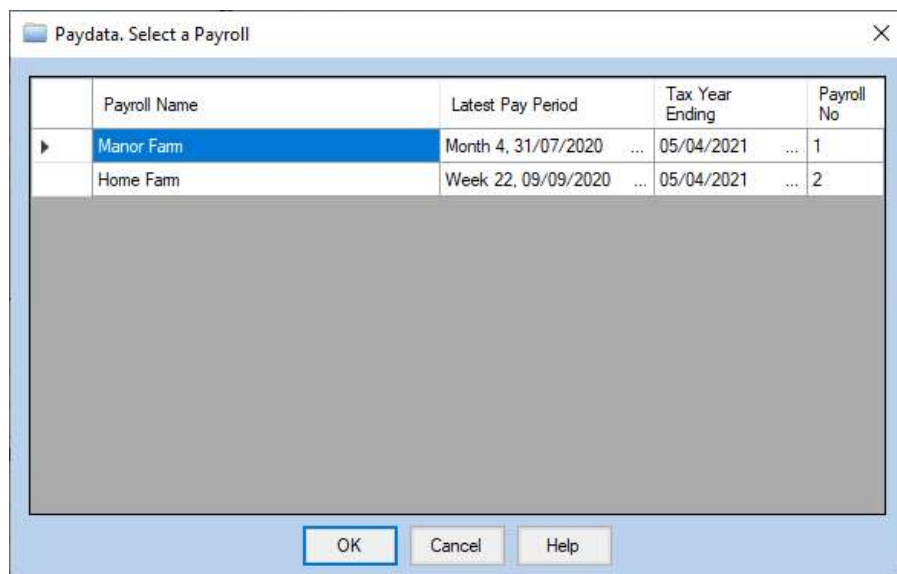 Paydata. Select a Payroll
Payroll Name Latest Pay Period Tax Year Ending Payroll No
Manor Farm Month 4, 31/07/2020 ... 05/04/2021 ... 1
Home Farm Week 22, 09/09/2020 ... 05/04/2021 ... 2
OK Cancel Help